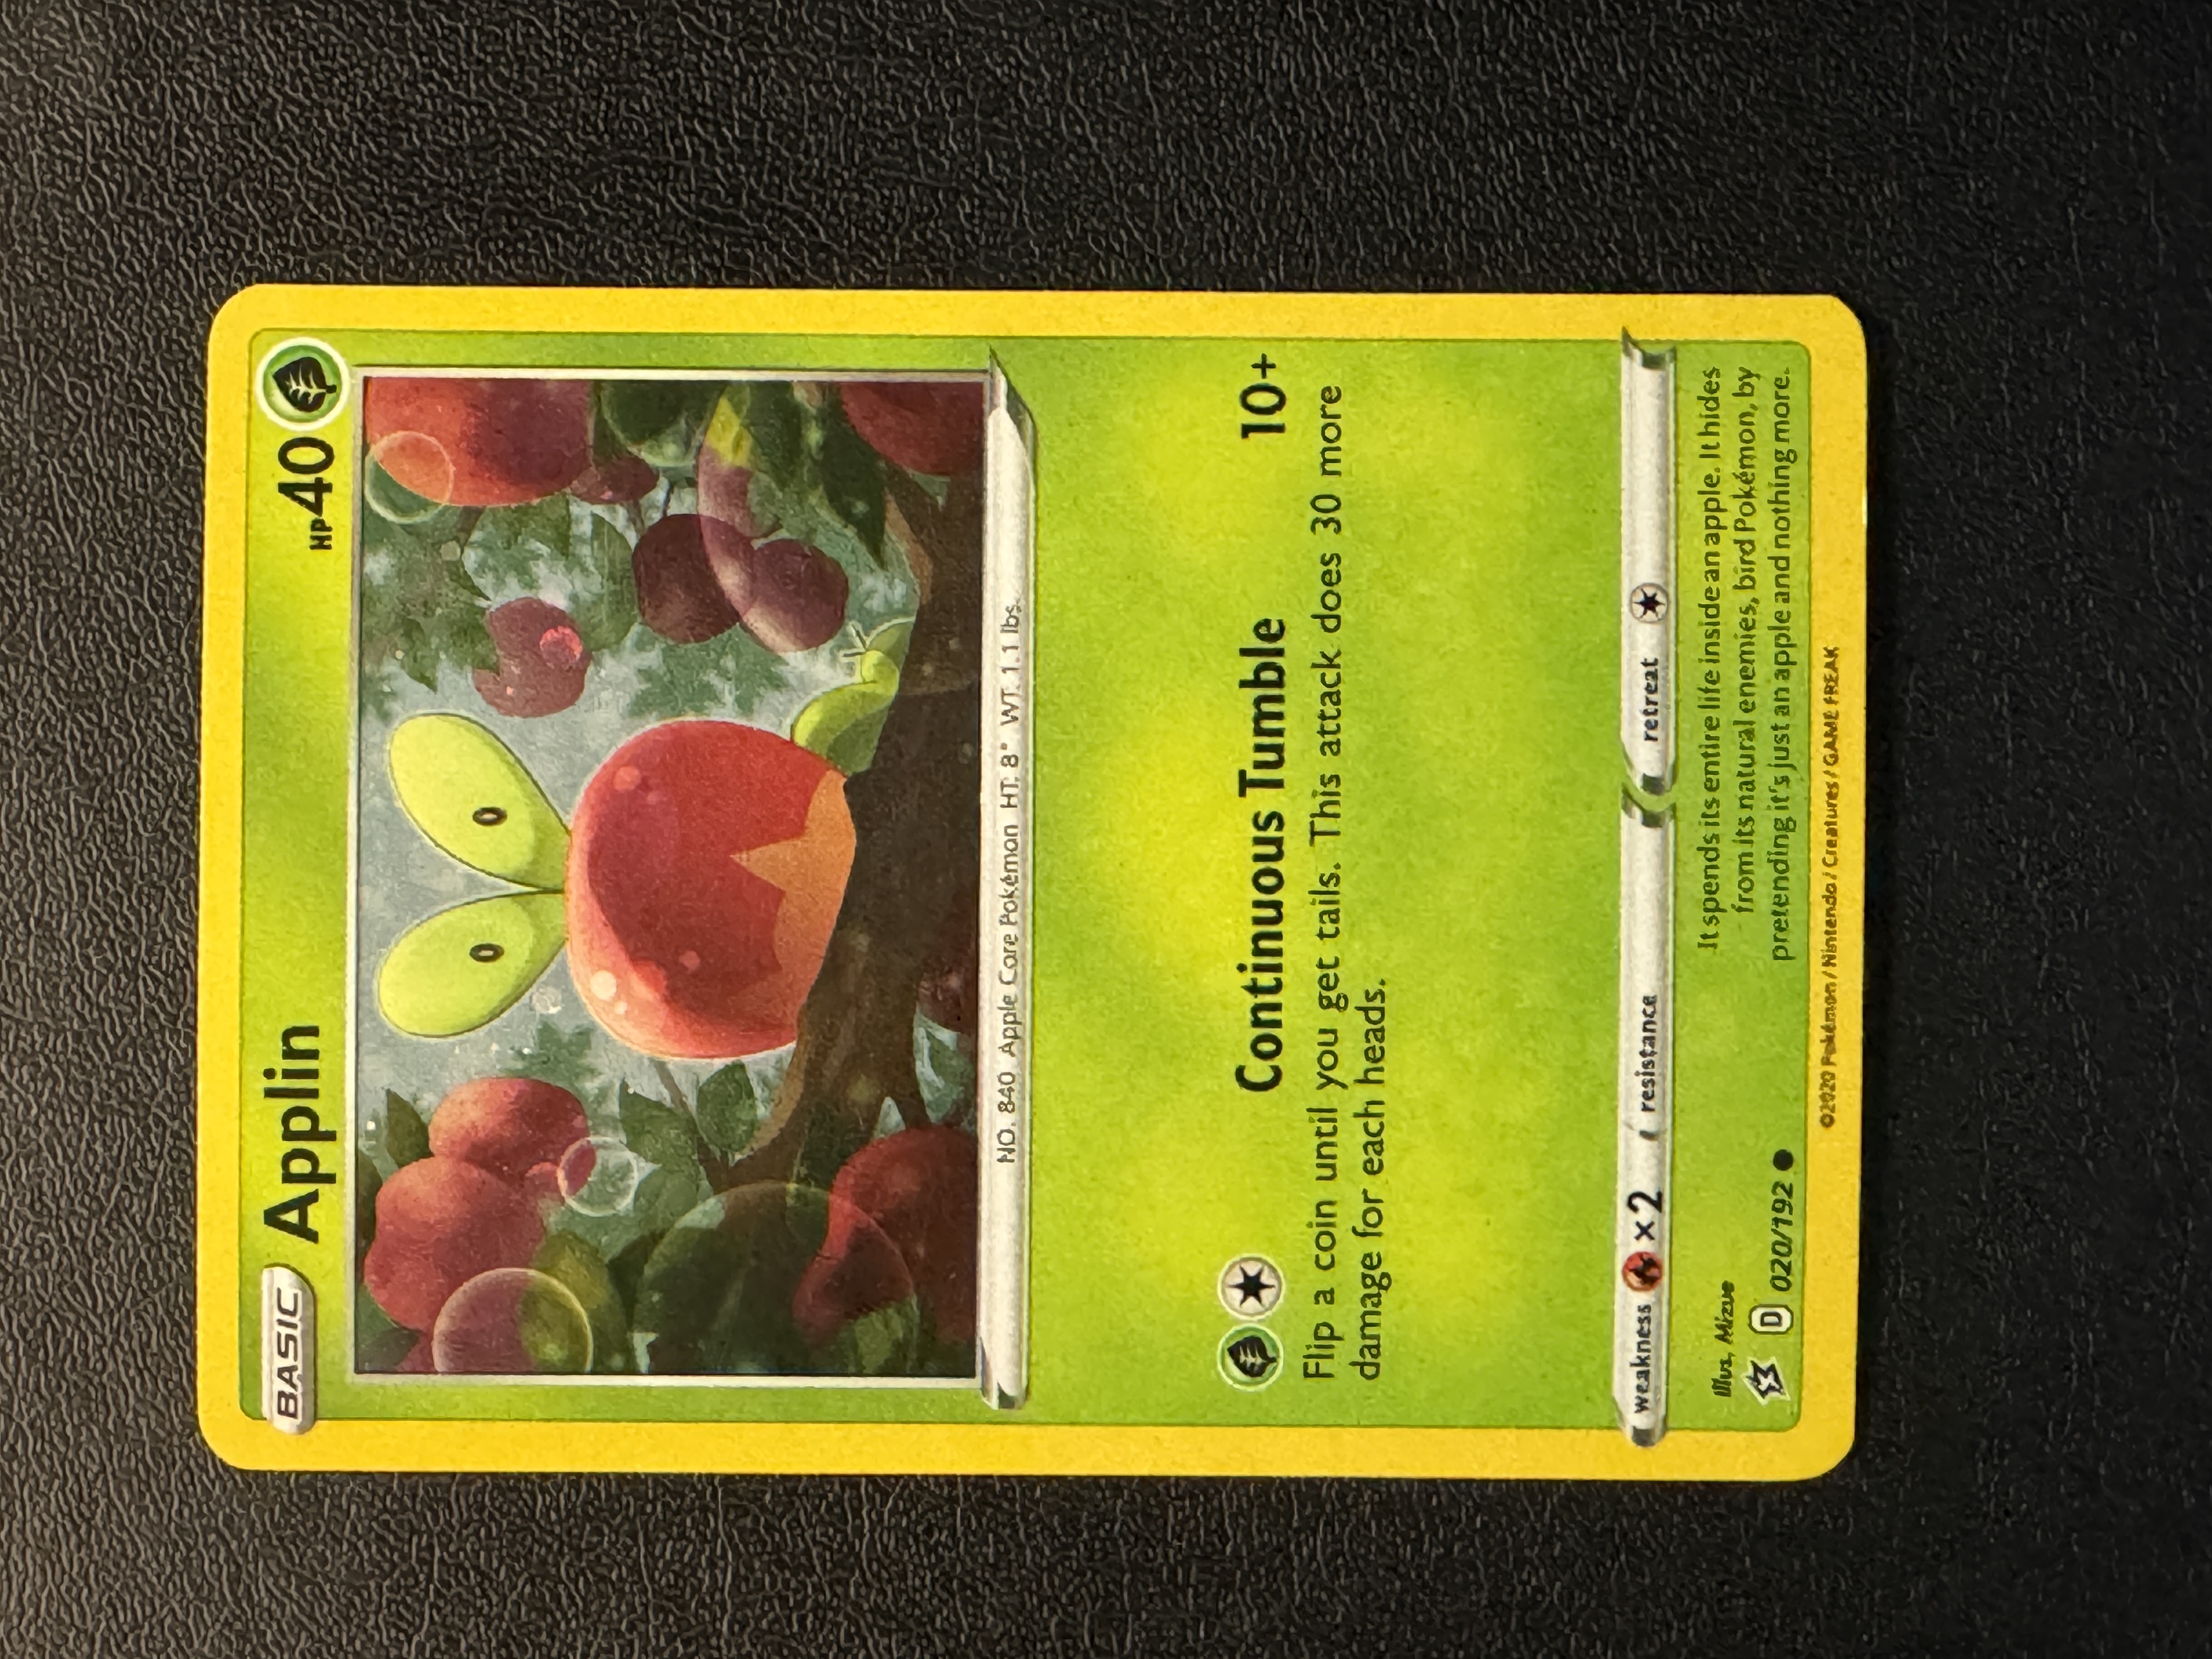 BASIC
Applin
HP40
NO. 840 Apple Core Pokémon HT: 8" WT: 1.1 lbs.
Continuous Tumble 10+
Flip a coin until you get tails. This attack does 30 more
damage for each heads.
weakness ×2 resistance retreat
Illus. Mizue
It spends its entire life inside an apple. It hides
from its natural enemies, bird Pokémon, by
pretending it's just an apple and nothing more.
D 020/192
©2020 Pokémon / Nintendo / Creatures / GAME FREAK